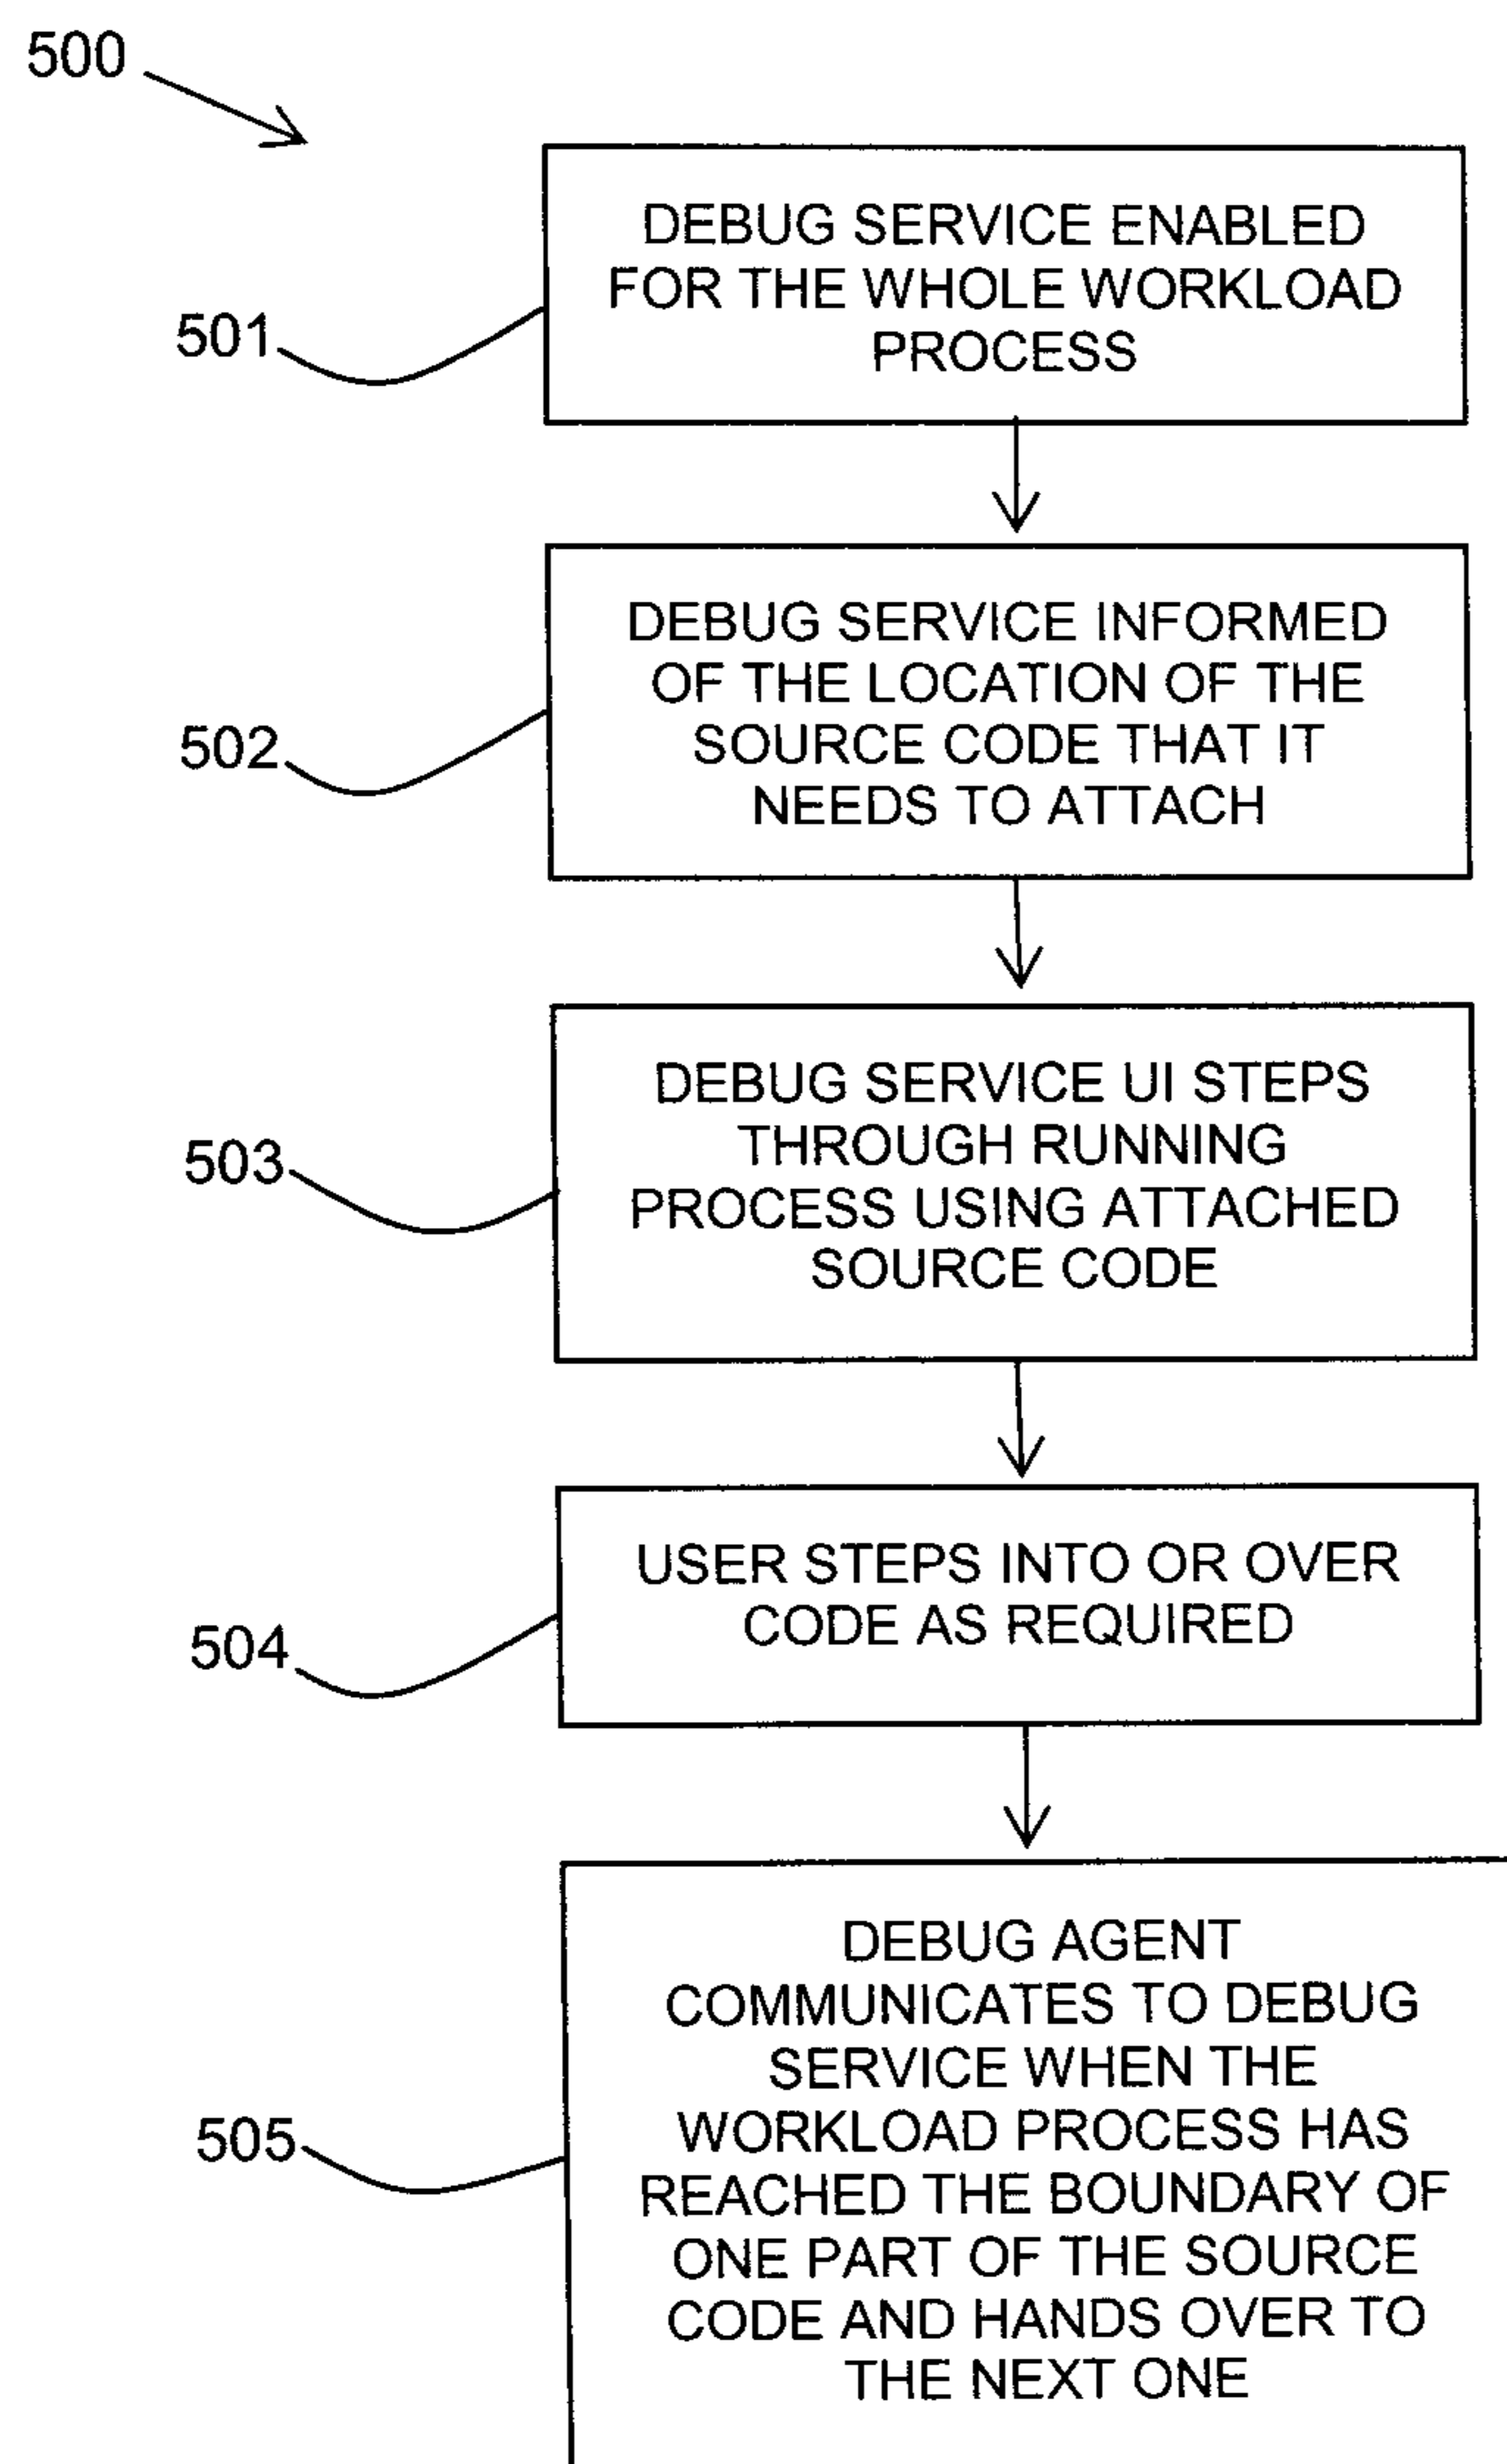 500
DEBUG SERVICE ENABLED
FOR THE WHOLE WORKLOAD
PROCESS
501
DEBUG SERVICE INFORMED
OF THE LOCATION OF THE
SOURCE CODE THAT IT
NEEDS TO ATTACH
502
DEBUG SERVICE UI STEPS
THROUGH RUNNING
PROCESS USING ATTACHED
SOURCE CODE
503
USER STEPS INTO OR OVER
CODE AS REQUIRED
504
DEBUG AGENT
COMMUNICATES TO DEBUG
SERVICE WHEN THE
WORKLOAD PROCESS HAS
REACHED THE BOUNDARY OF
ONE PART OF THE SOURCE
CODE AND HANDS OVER TO
THE NEXT ONE
505